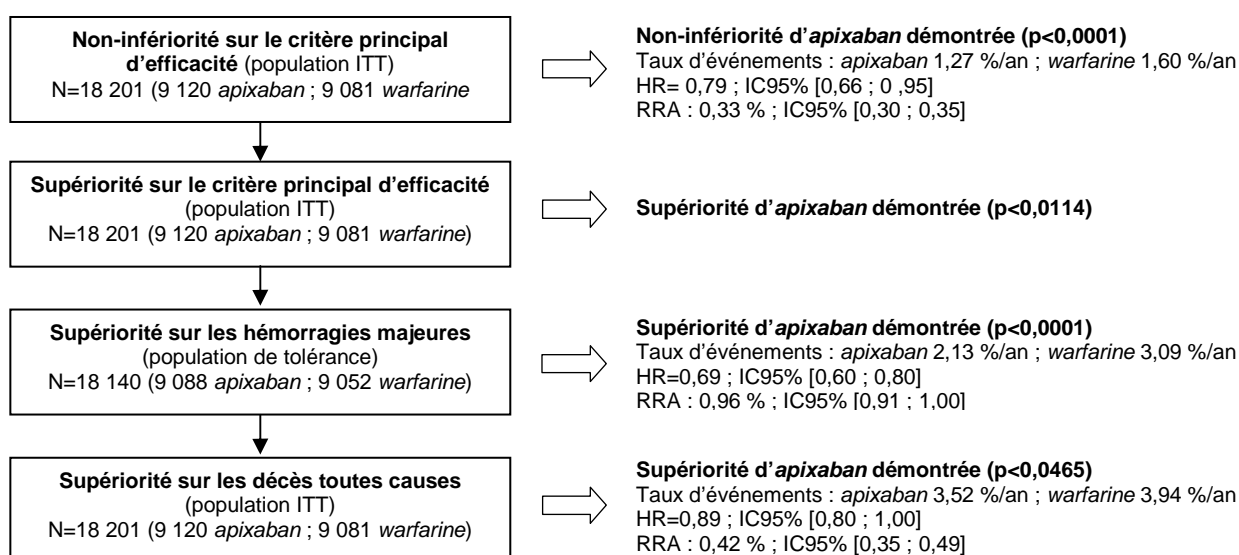 Non-infériorité sur le critère principal
d'efficacité (population ITT)
N=18 201 (9 120 apixaban ; 9 081 warfarine
Non-infériorité d'apixaban démontrée (p<0,0001)
Taux d'événements : apixaban 1,27 %/an ; warfarine 1,60 %/an
HR= 0,79 ; IC95% [0,66 ; 0 ,95]
RRA : 0,33 % ; IC95% [0,30 ; 0,35]
Supériorité sur le critère principal d'efficacité
(population ITT)
N=18 201 (9 120 apixaban ; 9 081 warfarine)
Supériorité d'apixaban démontrée (p<0,0114)
Supériorité sur les hémorragies majeures
(population de tolérance)
N=18 140 (9 088 apixaban ; 9 052 warfarine)
Supériorité d'apixaban démontrée (p<0,0001)
Taux d'événements : apixaban 2,13 %/an ; warfarine 3,09 %/an
HR=0,69 ; IC95% [0,60 ; 0,80]
RRA : 0,96 % ; IC95% [0,91 ; 1,00]
Supériorité sur les décès toutes causes
(population ITT)
N=18 201 (9 120 apixaban ; 9 081 warfarine)
Supériorité d'apixaban démontrée (p<0,0465)
Taux d'événements : apixaban 3,52 %/an ; warfarine 3,94 %/an
HR=0,89 ; IC95% [0,80 ; 1,00]
RRA : 0,42 % ; IC95% [0,35 ; 0,49]